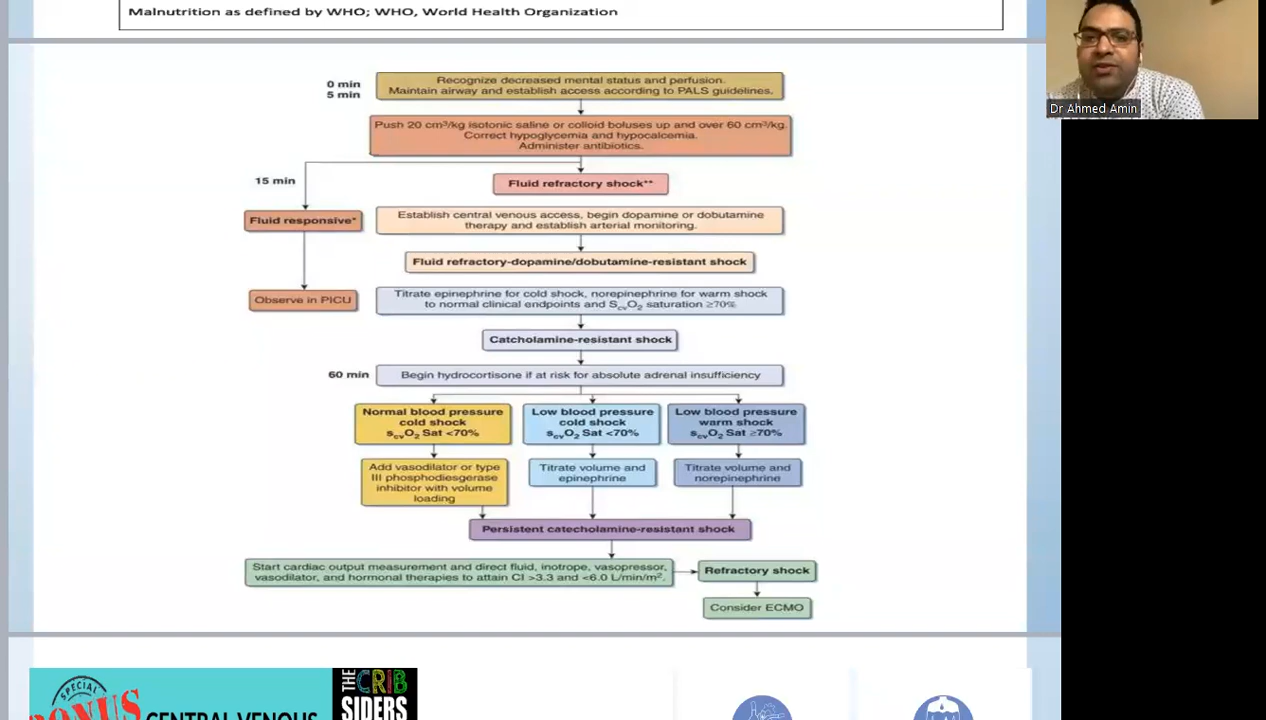 Malnutrition as defined by WHO; WHO, World Health Organization
Dr Ahmed Amin
0 min
5 min
Recognize decreased mental status and perfusion.
Maintain airway and establish access according to PALS guidelines.
Push 20 cm³/kg isotonic saline or colloid boluses up and over 60 cm³/kg.
Correct hypoglycemia and hypocalcemia.
Administer antibiotics.
15 min
Fluid refractory shock**
Fluid responsive*
Establish central venous access, begin dopamine or dobutamine
therapy and establish arterial monitoring.
Fluid refractory-dopamine/dobutamine-resistant shock
Observe in PICU
Titrate epinephrine for cold shock, norepinephrine for warm shock
to normal clinical endpoints and ScvO2 saturation ≥70%
Catcholamine-resistant shock
60 min
Begin hydrocortisone if at risk for absolute adrenal insufficiency
Normal blood pressure
cold shock
scvO2 Sat <70%
Low blood pressure
cold shock
scvO2 Sat <70%
Low blood pressure
warm shock
scvO2 Sat ≥70%
Add vasodilator or type
III phosphodiesgerase
inhibitor with volume
loading
Titrate volume and
epinephrine
Titrate volume and
norepinephrine
Persistent catecholamine-resistant shock
Start cardiac output measurement and direct fluid, inotrope, vasopressor,
vasodilator, and hormonal therapies to attain CI >3.3 and <6.0 L/min/m².
Refractory shock
Consider ECMO
SPECIAL
BONUS
CENTRAL VENOUS
THE
CRIB
SIDERS